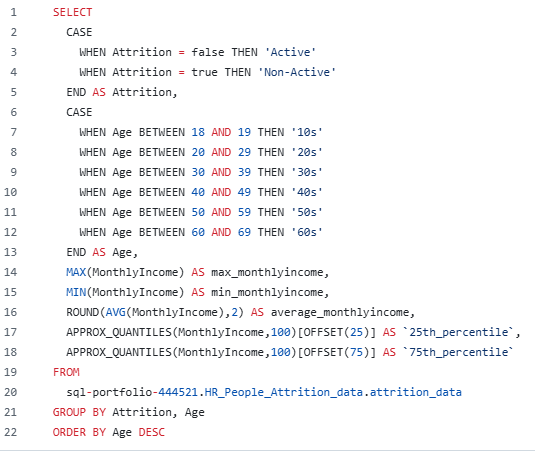 1 SELECT
2 CASE
3 WHEN Attrition = false THEN 'Active'
4 WHEN Attrition = true THEN 'Non-Active'
5 END AS Attrition,
6 CASE
7 WHEN Age BETWEEN 18 AND 19 THEN '10s'
8 WHEN Age BETWEEN 20 AND 29 THEN '20s'
9 WHEN Age BETWEEN 30 AND 39 THEN '30s'
10 WHEN Age BETWEEN 40 AND 49 THEN '40s'
11 WHEN Age BETWEEN 50 AND 59 THEN '50s'
12 WHEN Age BETWEEN 60 AND 69 THEN '60s'
13 END AS Age,
14 MAX(MonthlyIncome) AS max_monthlyincome,
15 MIN(MonthlyIncome) AS min_monthlyincome,
16 ROUND(AVG(MonthlyIncome),2) AS average_monthlyincome,
17 APPROX_QUANTILES(MonthlyIncome,100)[OFFSET(25)] AS `25th_percentile`,
18 APPROX_QUANTILES(MonthlyIncome,100)[OFFSET(75)] AS `75th_percentile`
19 FROM
20 sql-portfolio-444521.HR_People_Attrition_data.attrition_data
21 GROUP BY Attrition, Age
22 ORDER BY Age DESC